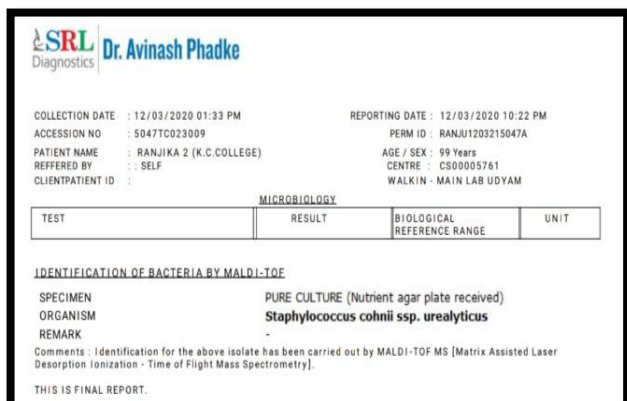 SRL Diagnostics Dr. Avinash Phadke
COLLECTION DATE : 12/03/2020 01:33 PM REPORTING DATE : 12/03/2020 10:22 PM
ACCESSION NO : 5047TC023009 PERM ID : RANJU1203215047A
PATIENT NAME : RANJIKA 2 (K.C.COLLEGE) AGE / SEX : 99 Years
REFFERED BY : : SELF CENTRE : CS00005761
CLIENTPATIENT ID : WALKIN - MAIN LAB UDYAM
MICROBIOLOGY
TEST RESULT BIOLOGICAL REFERENCE RANGE UNIT
IDENTIFICATION OF BACTERIA BY MALDI-TOF
SPECIMEN PURE CULTURE (Nutrient agar plate received)
ORGANISM Staphylococcus cohnii ssp. urealyticus
REMARK -
Comments : Identification for the above isolate has been carried out by MALDI-TOF MS [Matrix Assisted Laser
Desorption Ionization - Time of Flight Mass Spectrometry].
THIS IS FINAL REPORT.